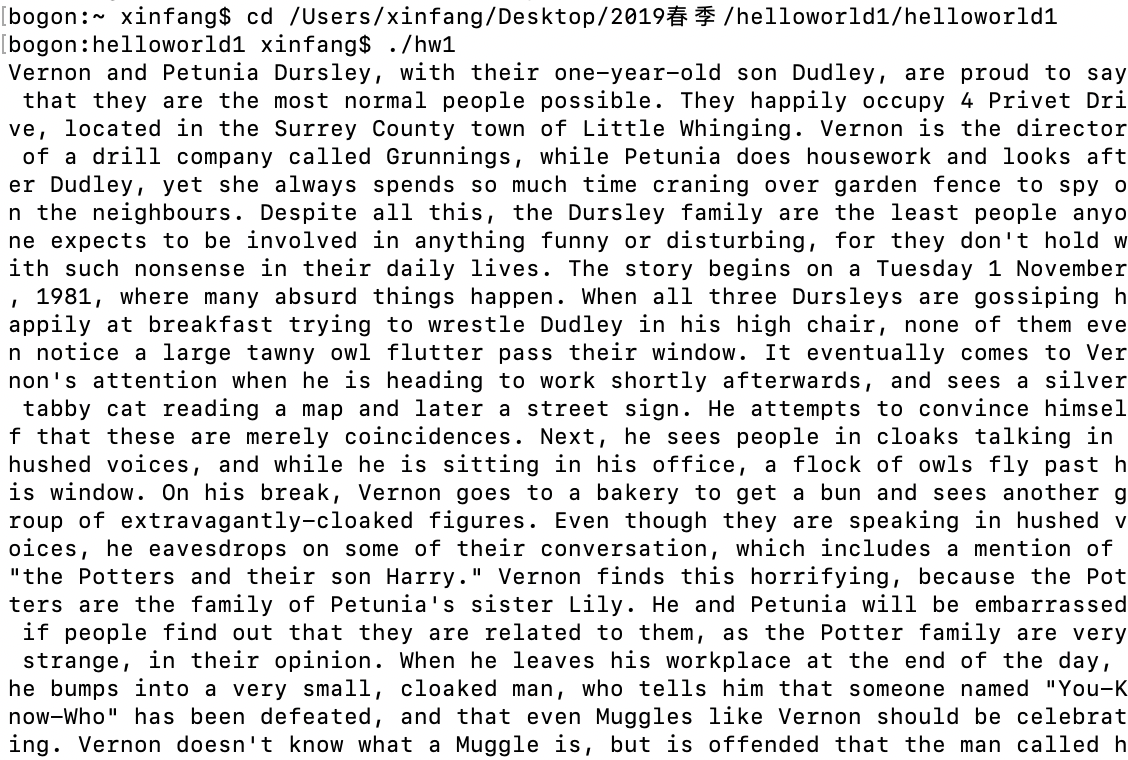 [bogon:~ xinfang$ cd /Users/xinfang/Desktop/2019春季/helloworld1/helloworld1
[bogon:helloworld1 xinfang$ ./hw1
Vernon and Petunia Dursley, with their one-year-old son Dudley, are proud to say
 that they are the most normal people possible. They happily occupy 4 Privet Dri
ve, located in the Surrey County town of Little Whinging. Vernon is the director
 of a drill company called Grunnings, while Petunia does housework and looks aft
er Dudley, yet she always spends so much time craning over garden fence to spy o
n the neighbours. Despite all this, the Dursley family are the least people anyo
ne expects to be involved in anything funny or disturbing, for they don't hold w
ith such nonsense in their daily lives. The story begins on a Tuesday 1 November
, 1981, where many absurd things happen. When all three Dursleys are gossiping h
appily at breakfast trying to wrestle Dudley in his high chair, none of them eve
n notice a large tawny owl flutter pass their window. It eventually comes to Ver
non's attention when he is heading to work shortly afterwards, and sees a silver
 tabby cat reading a map and later a street sign. He attempts to convince himsel
f that these are merely coincidences. Next, he sees people in cloaks talking in
hushed voices, and while he is sitting in his office, a flock of owls fly past h
is window. On his break, Vernon goes to a bakery to get a bun and sees another g
roup of extravagantly-cloaked figures. Even though they are speaking in hushed v
oices, he eavesdrops on some of their conversation, which includes a mention of
"the Potters and their son Harry." Vernon finds this horrifying, because the Pot
ters are the family of Petunia's sister Lily. He and Petunia will be embarrassed
 if people find out that they are related to them, as the Potter family are very
 strange, in their opinion. When he leaves his workplace at the end of the day,
he bumps into a very small, cloaked man, who tells him that someone named "You-K
now-Who" has been defeated, and that even Muggles like Vernon should be celebrat
ing. Vernon doesn't know what a Muggle is, but is offended that the man called h